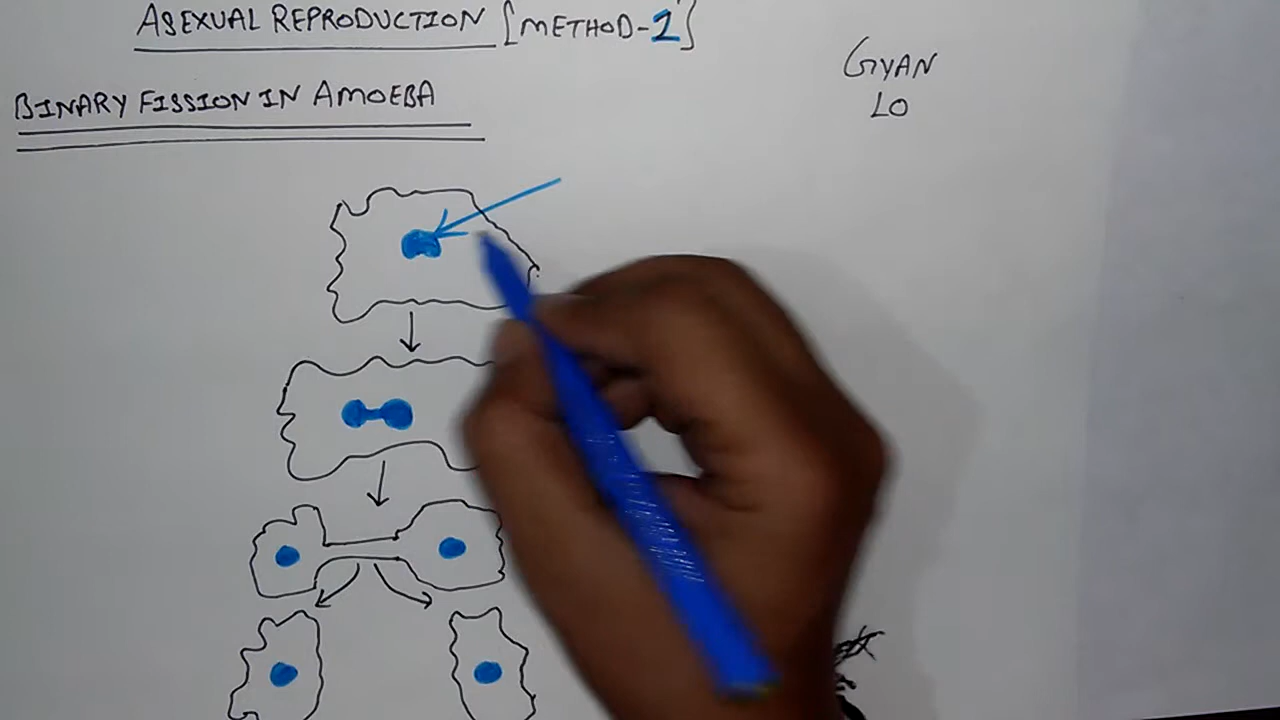 ASEXUAL REPRODUCTION [METHOD-1]
BINARY FISSION IN AMOEBA
GYAN
LO